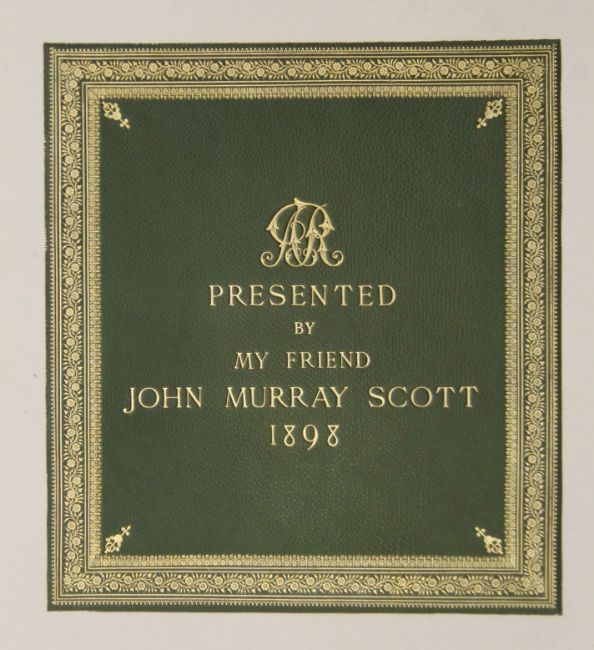 PRESENTED
BY
MY FRIEND
JOHN MURRAY SCOTT
1898